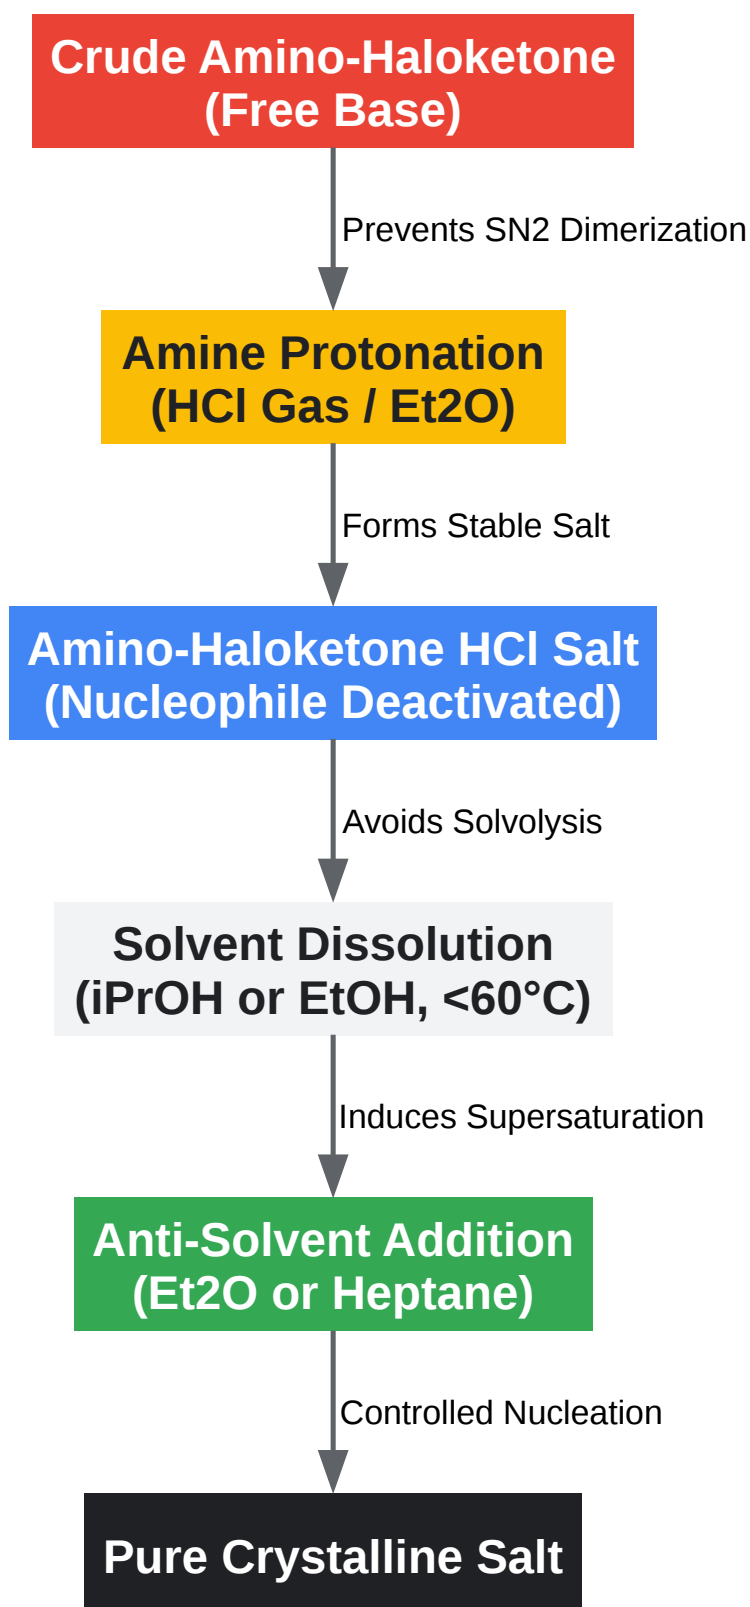 Crude Amino-Haloketone
(Free Base)
Prevents SN2 Dimerization
Amine Protonation
(HCl Gas / Et2O)
Forms Stable Salt
Amino-Haloketone HCl Salt
(Nucleophile Deactivated)
Avoids Solvolysis
Solvent Dissolution
(iPrOH or EtOH, <60°C)
Induces Supersaturation
Anti-Solvent Addition
(Et2O or Heptane)
Controlled Nucleation
Pure Crystalline Salt